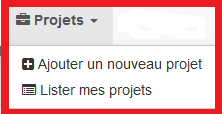 Projets
Ajouter un nouveau projet
Lister mes projets